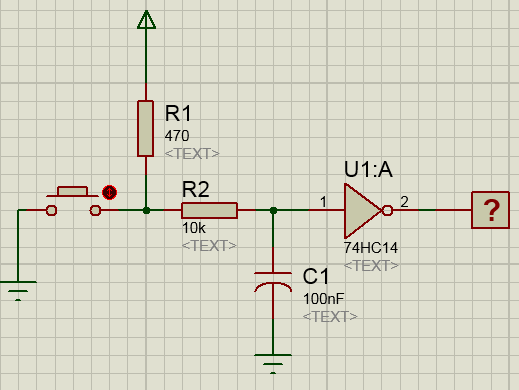 R1
470
<TEXT>
R2
10k
<TEXT>
U1:A
1
2
74HC14
<TEXT>
?
C1
100nF
<TEXT>